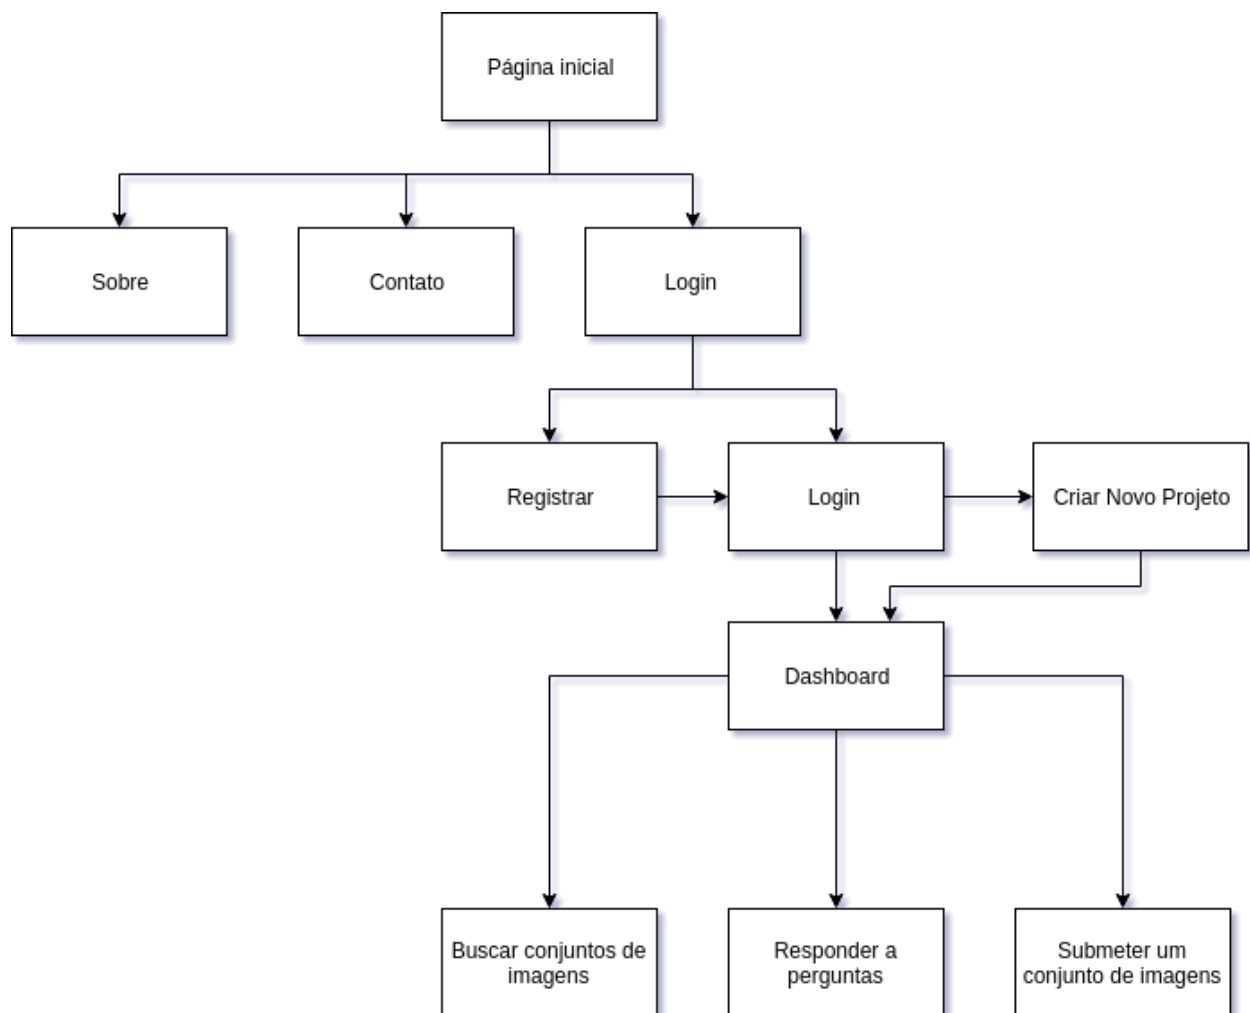 Página inicial
Sobre
Contato
Login
Registrar
Login
Criar Novo Projeto
Dashboard
Buscar conjuntos de
imagens
Responder a
perguntas
Submeter um
conjunto de imagens